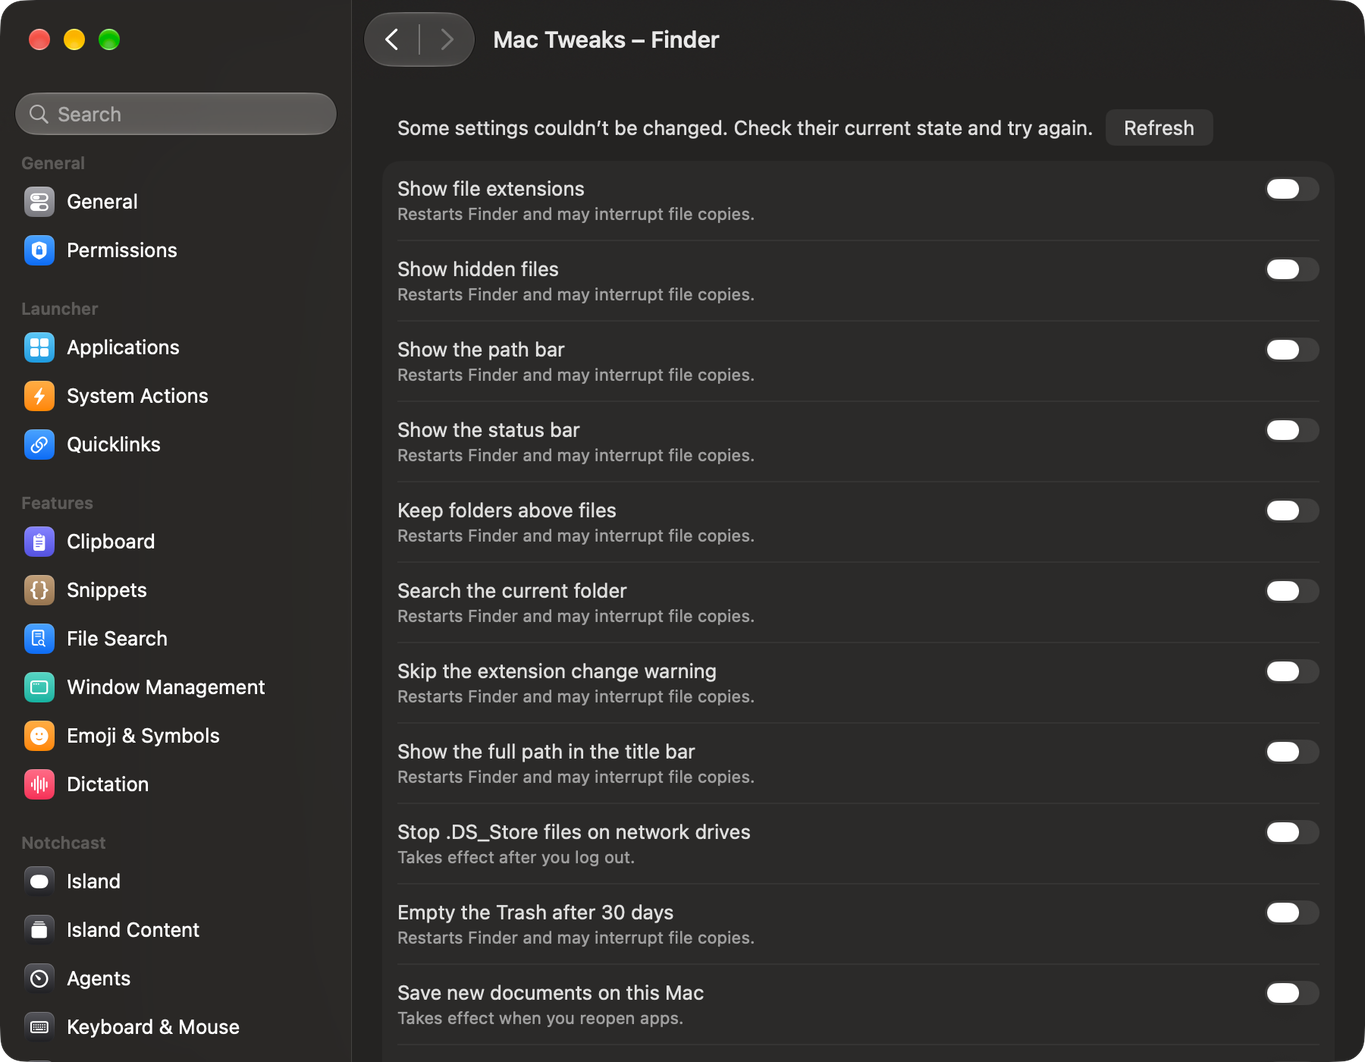 Mac Tweaks – Finder
Search
General
General
Permissions
Launcher
Applications
System Actions
Quicklinks
Features
Clipboard
Snippets
File Search
Window Management
Emoji & Symbols
Dictation
Notchcast
Island
Island Content
Agents
Keyboard & Mouse
Some settings couldn’t be changed. Check their current state and try again. Refresh
Show file extensions
Restarts Finder and may interrupt file copies.
Show hidden files
Restarts Finder and may interrupt file copies.
Show the path bar
Restarts Finder and may interrupt file copies.
Show the status bar
Restarts Finder and may interrupt file copies.
Keep folders above files
Restarts Finder and may interrupt file copies.
Search the current folder
Restarts Finder and may interrupt file copies.
Skip the extension change warning
Restarts Finder and may interrupt file copies.
Show the full path in the title bar
Restarts Finder and may interrupt file copies.
Stop .DS_Store files on network drives
Takes effect after you log out.
Empty the Trash after 30 days
Restarts Finder and may interrupt file copies.
Save new documents on this Mac
Takes effect when you reopen apps.